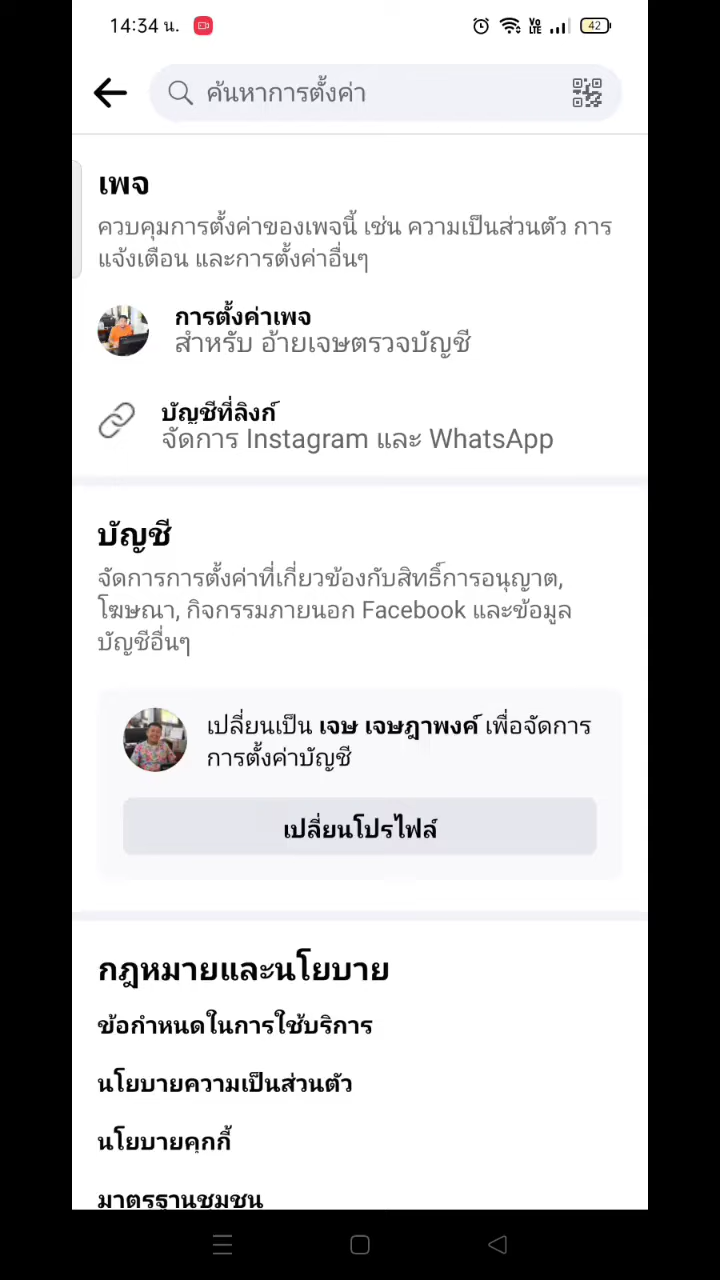 14:34 น.
VO LTE
42
ค้นหาการตั้งค่า
เพจ
ควบคุมการตั้งค่าของเพจนี้ เช่น ความเป็นส่วนตัว การ
แจ้งเตือน และการตั้งค่าอื่นๆ
การตั้งค่าเพจ
สำหรับ อ้ายเจษตรวจบัญชี
บัญชีที่ลิงก์
จัดการ Instagram และ WhatsApp
บัญชี
จัดการการตั้งค่าที่เกี่ยวข้องกับสิทธิ์การอนุญาต,
โฆษณา, กิจกรรมภายนอก Facebook และข้อมูล
บัญชีอื่นๆ
เปลี่ยนเป็น เจษ เจษฎาพงค์ เพื่อจัดการ
การตั้งค่าบัญชี
เปลี่ยนโปรไฟล์
กฎหมายและนโยบาย
ข้อกำหนดในการใช้บริการ
นโยบายความเป็นส่วนตัว
นโยบายคุกกี้
มาตรฐานชุมชน